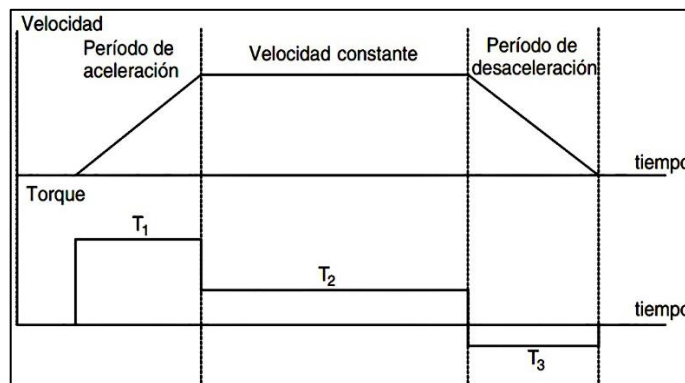 Velocidad
Período de
aceleración
Velocidad constante
Período de
desaceleración
tiempo
Torque
T₁
T₂
tiempo
T₃